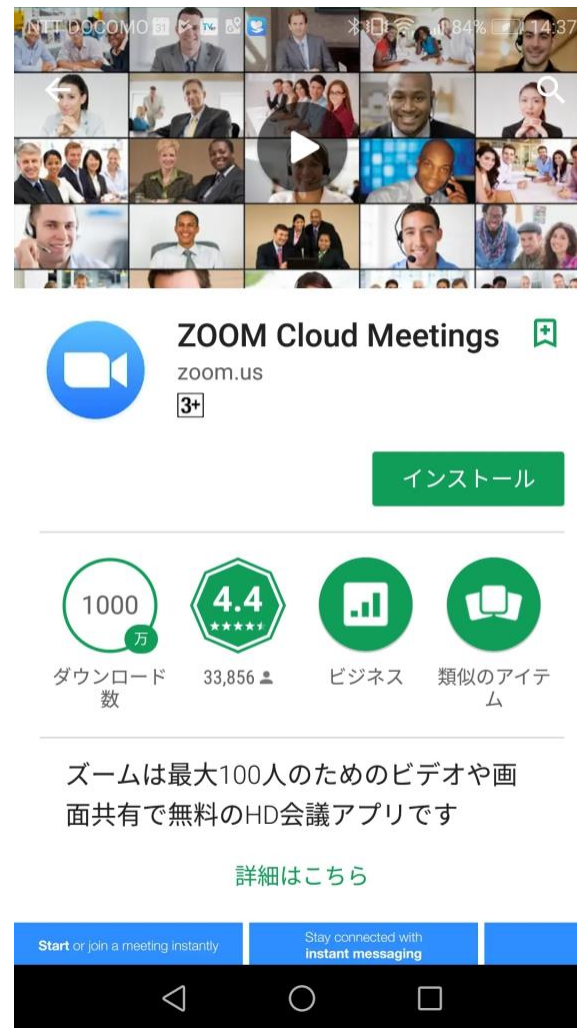 NTT DOCOMO 31 84% 14:37
ZOOM Cloud Meetings
zoom.us
3+
インストール
1000
万
4.4
ダウンロード
数
33,856
ビジネス
類似のアイテ
ム
ズームは最大100人のためのビデオや画
面共有で無料のHD会議アプリです
詳細はこちら
Start or join a meeting instantly
Stay connected with
instant messaging